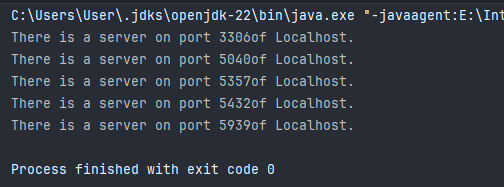 C:\Users\User\.jdks\openjdk-22\bin\java.exe "-javaagent:E:\Int
There is a server on port 3306of Localhost.
There is a server on port 5040of Localhost.
There is a server on port 5357of Localhost.
There is a server on port 5432of Localhost.
There is a server on port 5939of Localhost.
Process finished with exit code 0